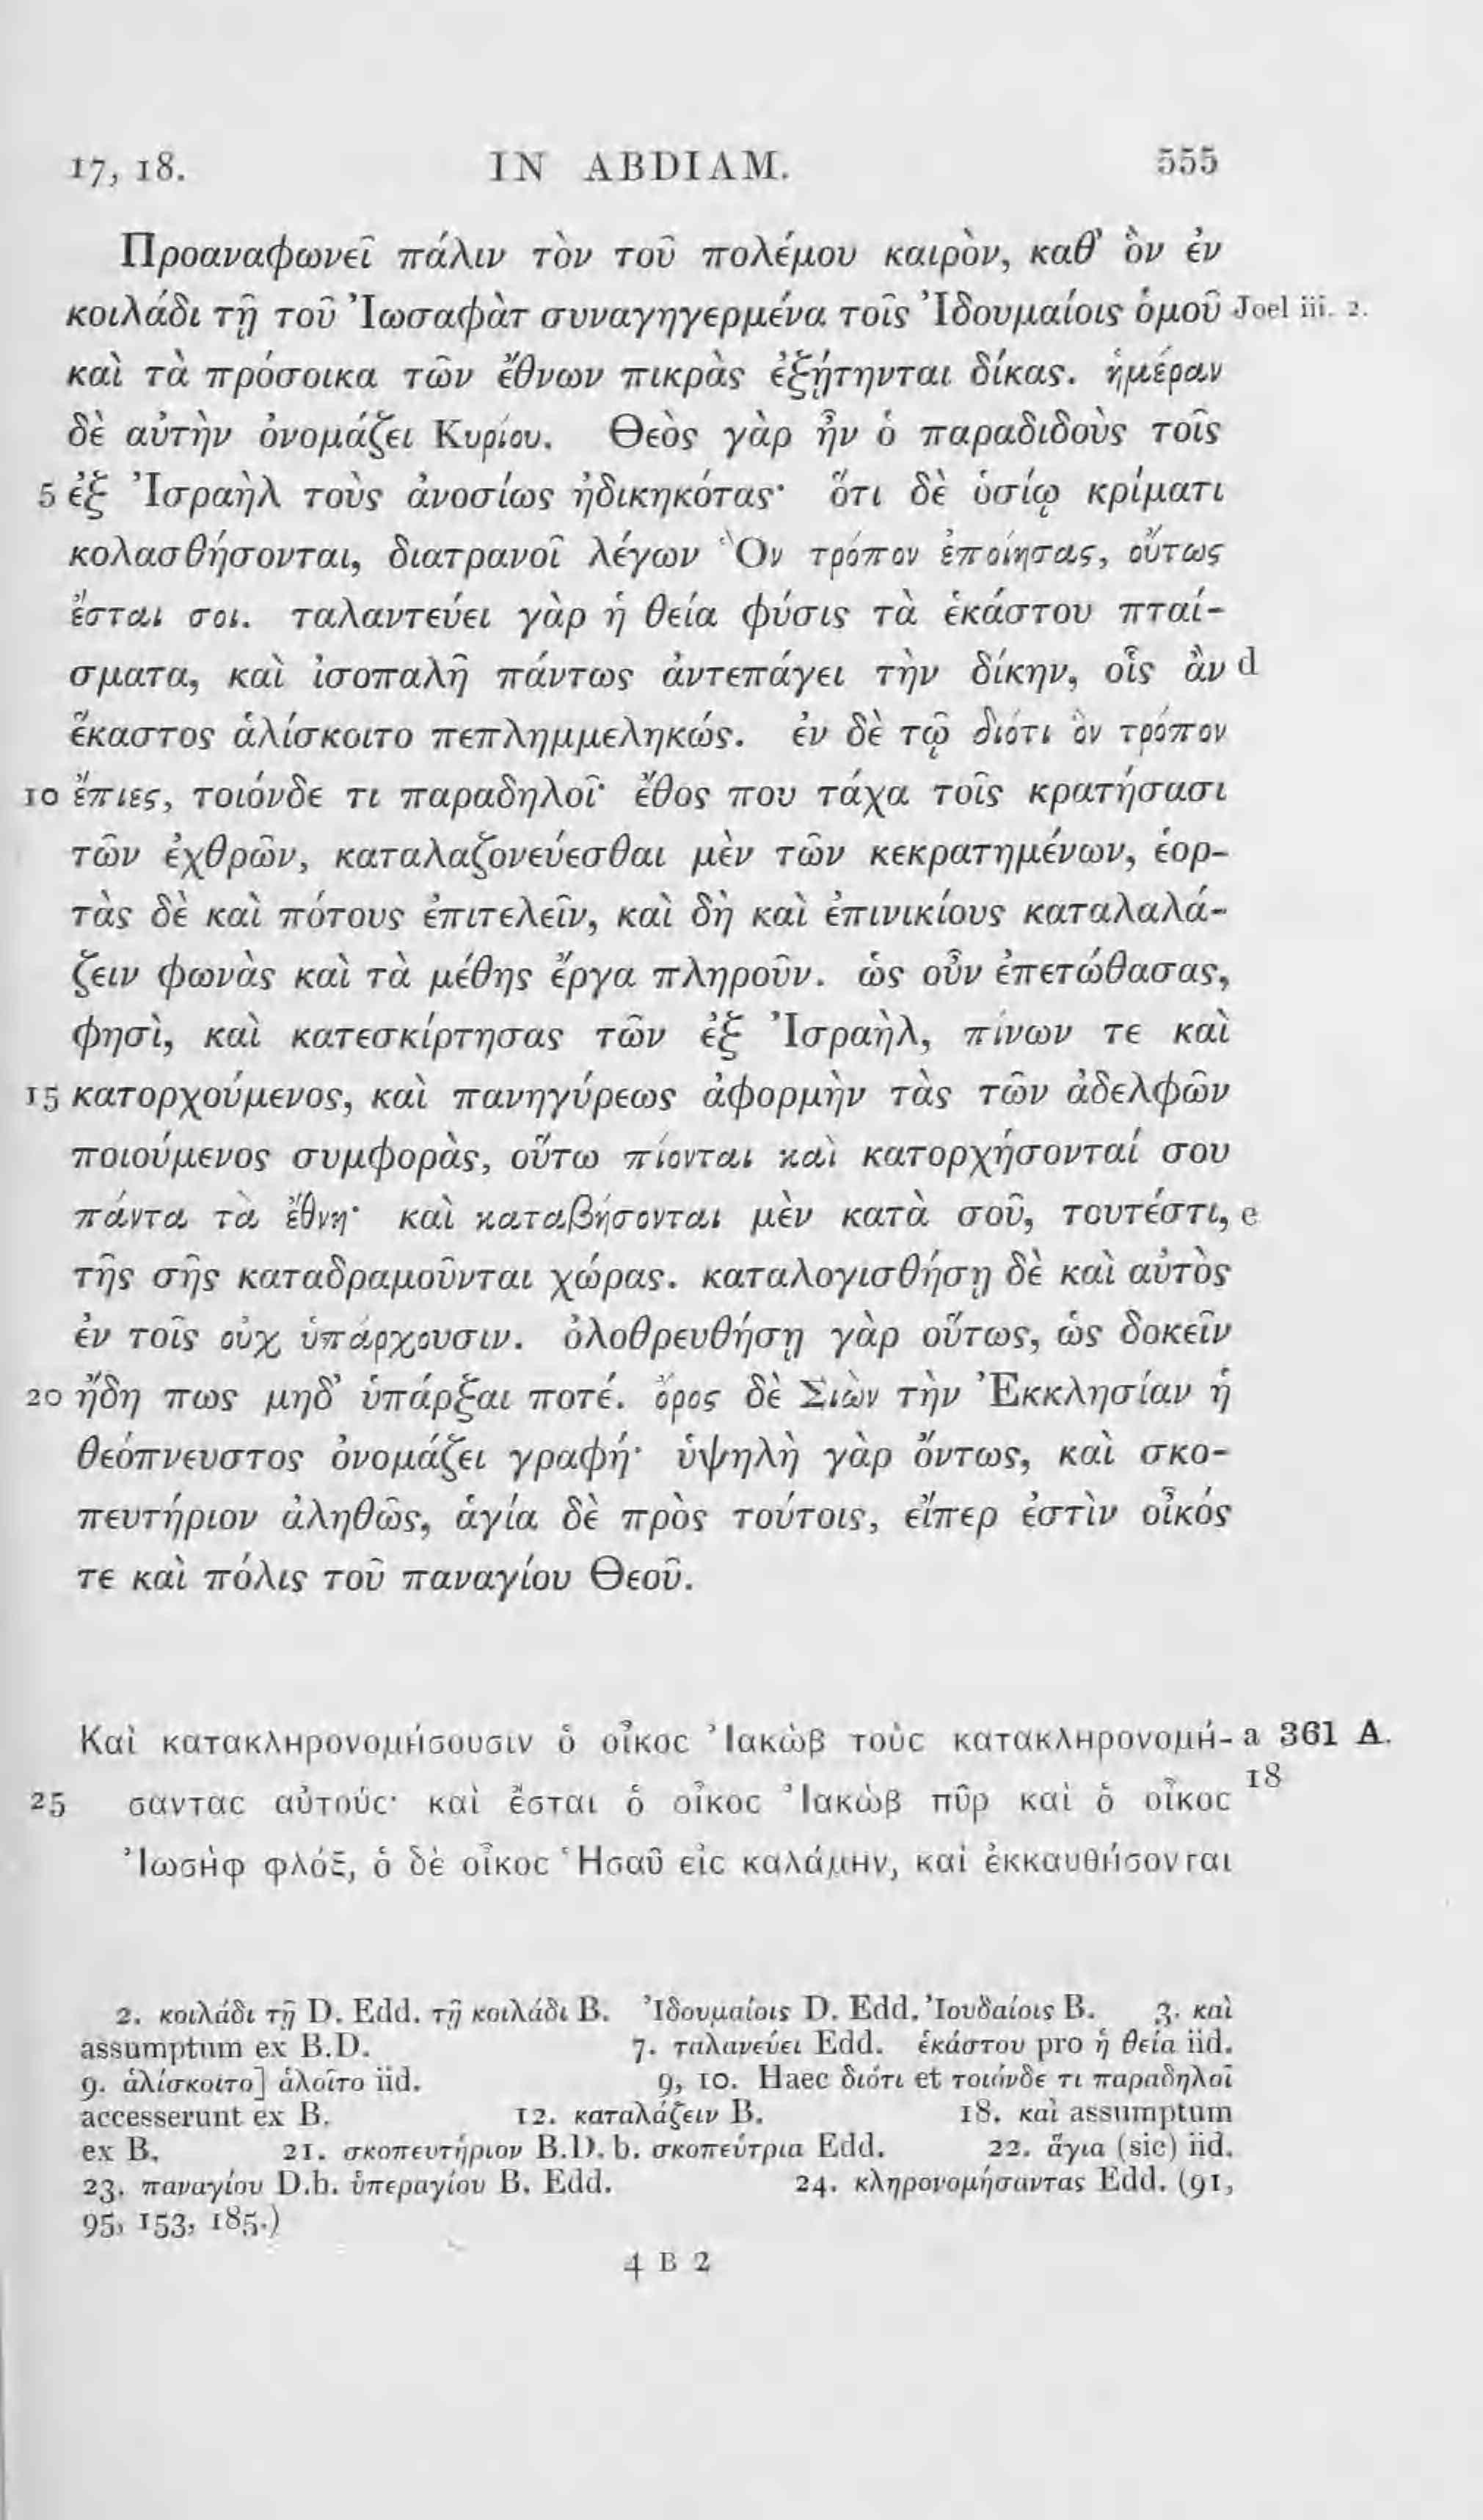 17, 18. IN ABDIAM. 555
Προαναφωνεῖ πάλιν τὸν τοῦ πολέμου καιρὸν, καθ’ ὃν ἐν
κοιλάδι τῇ τοῦ Ἰωσαφὰτ συναγηγερμένα τοῖς Ἰδουμαίοις ὁμοῦ Joel iii. 2.
καὶ τὰ πρόσοικα τῶν ἔθνων πικρὰς ἐξῄτηνται δίκας. ἡμέραν
δὲ αὐτὴν ὀνομάζει Κυρίου. Θεὸς γὰρ ἦν ὁ παραδιδοὺς τοῖς
5 ἐξ Ἰσραὴλ τοὺς ἀνοσίως ἠδικηκότας· ὅτι δὲ ὁσίῳ κρίματι
κολασθήσονται, διατρανοῖ λέγων Ὃν τρόπον ἐποίησας, οὕτως
ἔσται σοι. ταλαντεύει γὰρ ἡ θεία φύσις τὰ ἑκάστου πταί-
σματα, καὶ ἰσοπαλῆ πάντως ἀντεπάγει τὴν δίκην, οἷς ἂν d
ἕκαστος ἁλίσκοιτο πεπλημμεληκώς. ἐν δὲ τῷ διότι ὃν τρόπον
10 ἔπιες, τοιόνδε τι παραδηλοῖ· ἔθος που τάχα τοῖς κρατήσασι
τῶν ἐχθρῶν, καταλαζονεύεσθαι μὲν τῶν κεκρατημένων, ἑορ-
τὰς δὲ καὶ πότους ἐπιτελεῖν, καὶ δὴ καὶ ἐπινικίους καταλαλά-
ζειν φωνὰς καὶ τὰ μέθης ἔργα πληροῦν. ὡς οὖν ἐπετώθασας,
φησὶ, καὶ κατεσκίρτησας τῶν ἐξ Ἰσραὴλ, πίνων τε καὶ
15 κατορχούμενος, καὶ πανηγύρεως ἀφορμὴν τὰς τῶν ἀδελφῶν
ποιούμενος συμφορὰς, οὕτω πίονται καὶ κατορχήσονταί σου
πάντα τὰ ἔθνη· καὶ καταβήσονται μὲν κατὰ σοῦ, τουτέστι, e
τῆς σῆς καταδραμοῦνται χώρας. καταλογισθήσῃ δὲ καὶ αὐτὸς
ἐν τοῖς οὐχ ὑπάρχουσιν. ὀλοθρευθήσῃ γὰρ οὕτως, ὡς δοκεῖν
20 ἤδη πως μηδ’ ὑπάρξαι ποτέ. ὄρος δὲ Σιὼν τὴν Ἐκκλησίαν ἡ
θεόπνευστος ὀνομάζει γραφή· ὑψηλὴ γὰρ ὄντως, καὶ σκο-
πευτήριον ἀληθῶς, ἁγία δὲ πρὸς τούτοις, εἴπερ ἐστὶν οἶκός
τε καὶ πόλις τοῦ παναγίου Θεοῦ.
Καὶ κατακληρονομήσουσιν ὁ οἶκος Ἰακὼβ τοὺς κατακληρονομή- a 361 A.
18
25 σαντας αὐτούς· καὶ ἔσται ὁ οἶκος Ἰακὼβ πῦρ καὶ ὁ οἶκος
Ἰωσὴφ φλόξ, ὁ δὲ οἶκος Ἡσαῦ εἰς καλάμην, καὶ ἐκκαυθήσονται
2. κοιλάδι τῇ D. Edd. τῇ κοιλάδι B. Ἰδουμαίοις D. Edd. Ἰουδαίοις B. 3. καὶ
assumptum ex B.D. 7. ταλανεύει Edd. ἑκάστου pro ἡ θεία iid.
9. ἁλίσκοιτο] ἁλοῖτο iid. 9, 10. Haec διότι et τοιόνδε τι παραδηλοῖ
accesserunt ex B. 12. καταλάζειν B. 18. καὶ assumptum
ex B. 21. σκοπευτήριον B.D. b. σκοπεύτρια Edd. 22. ἅγια (sic) iid.
23. παναγίου D.b. ὑπεραγίου B. Edd. 24. κληρονομήσαντας Edd. (91,
95, 153, 185.)
4 B 2